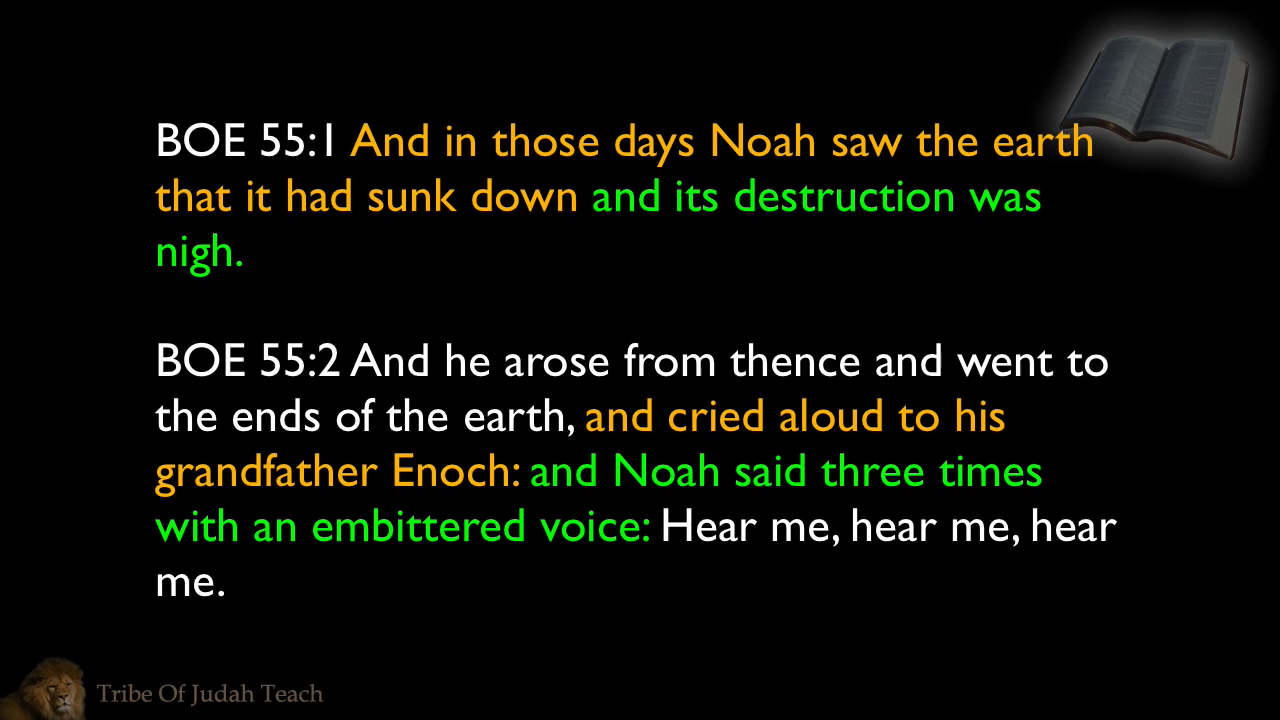 BOE 55:1 And in those days Noah saw the earth
that it had sunk down and its destruction was
nigh.
BOE 55:2 And he arose from thence and went to
the ends of the earth, and cried aloud to his
grandfather Enoch: and Noah said three times
with an embittered voice: Hear me, hear me, hear
me.
Tribe Of Judah Teach